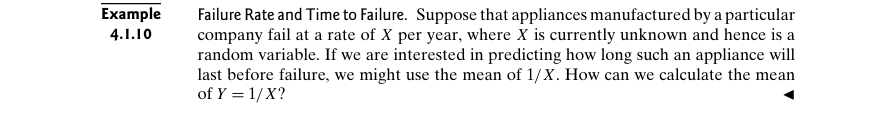 Example Failure Rate and Time to Failure. Suppose that appliances manufactured by a particular
4.1.10 company fail at a rate of X per year, where X is currently unknown and hence is a
random variable. If we are interested in predicting how long such an appliance will
last before failure, we might use the mean of 1/X. How can we calculate the mean
of Y = 1/X? ◄